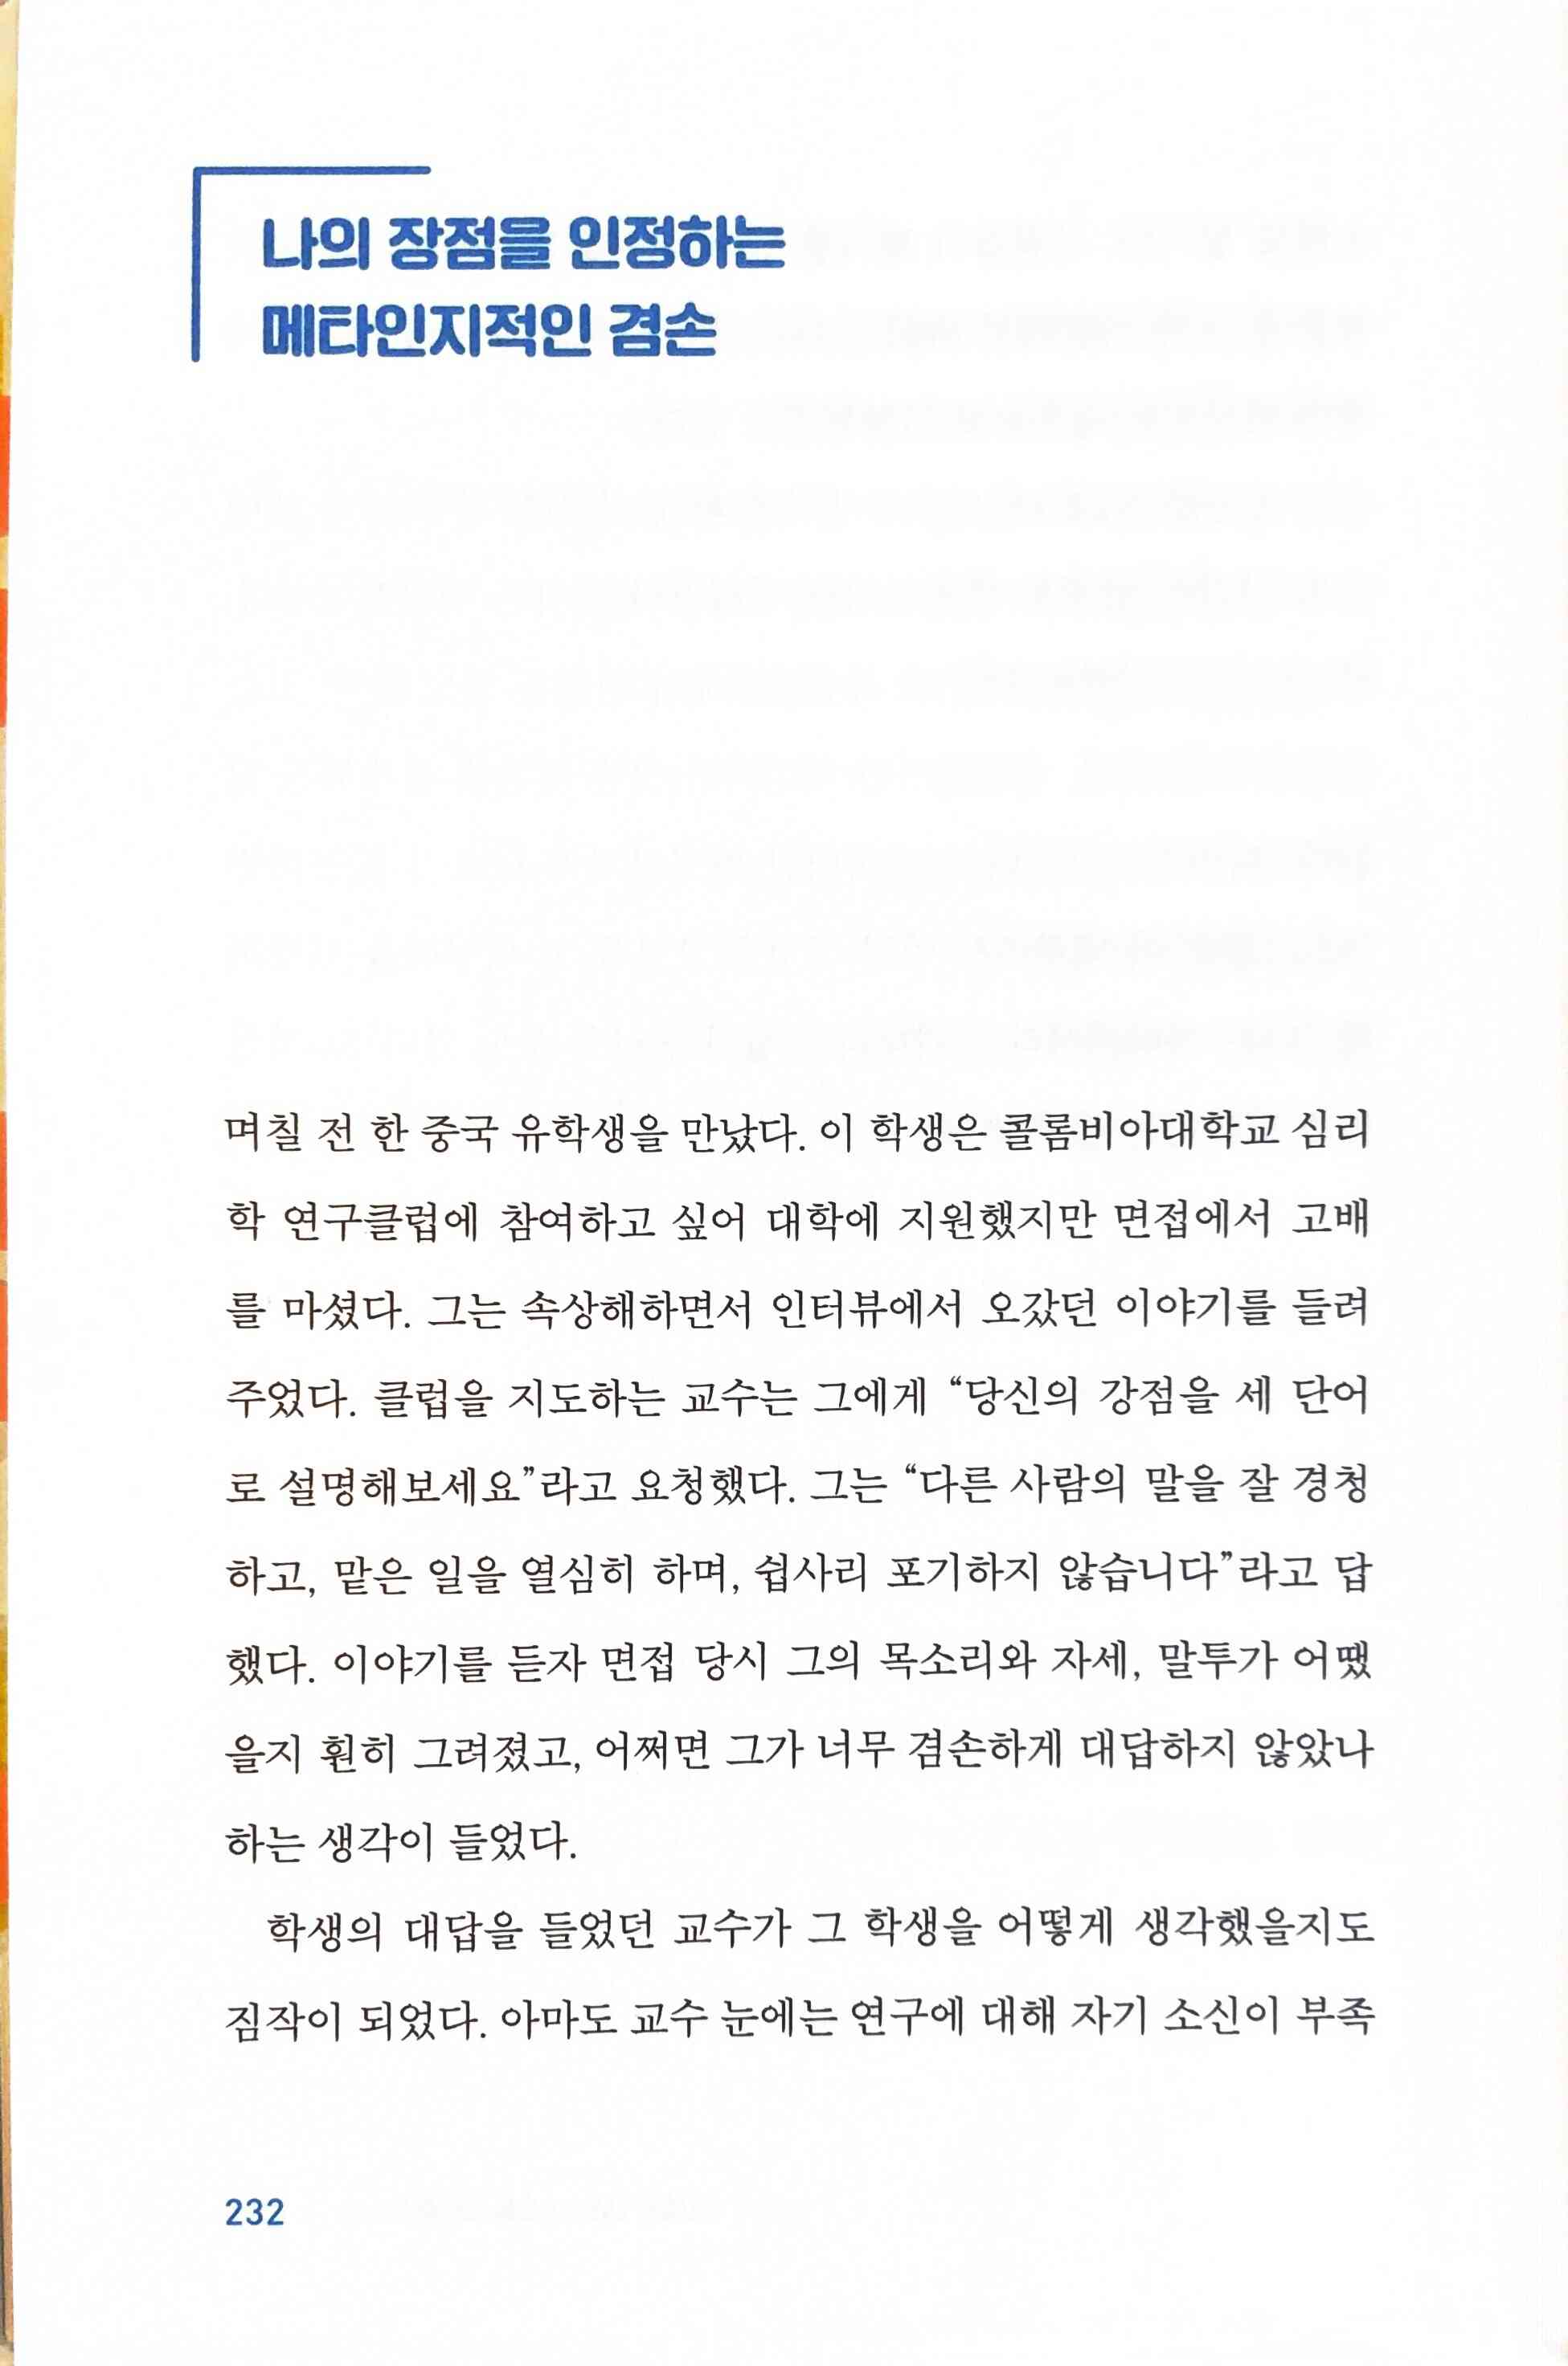 나의 장점을 인정하는
메타인지적인 겸손
며칠 전 한 중국 유학생을 만났다. 이 학생은 콜롬비아대학교 심리
학 연구클럽에 참여하고 싶어 대학에 지원했지만 면접에서 고배
를 마셨다. 그는 속상해하면서 인터뷰에서 오갔던 이야기를 들려
주었다. 클럽을 지도하는 교수는 그에게 “당신의 강점을 세 단어
로 설명해보세요”라고 요청했다. 그는 “다른 사람의 말을 잘 경청
하고, 맡은 일을 열심히 하며, 쉽사리 포기하지 않습니다”라고 답
했다. 이야기를 듣자 면접 당시 그의 목소리와 자세, 말투가 어땠
을지 훤히 그려졌고, 어쩌면 그가 너무 겸손하게 대답하지 않았나
하는 생각이 들었다.
학생의 대답을 들었던 교수가 그 학생을 어떻게 생각했을지도
짐작이 되었다. 아마도 교수 눈에는 연구에 대해 자기 소신이 부족
232